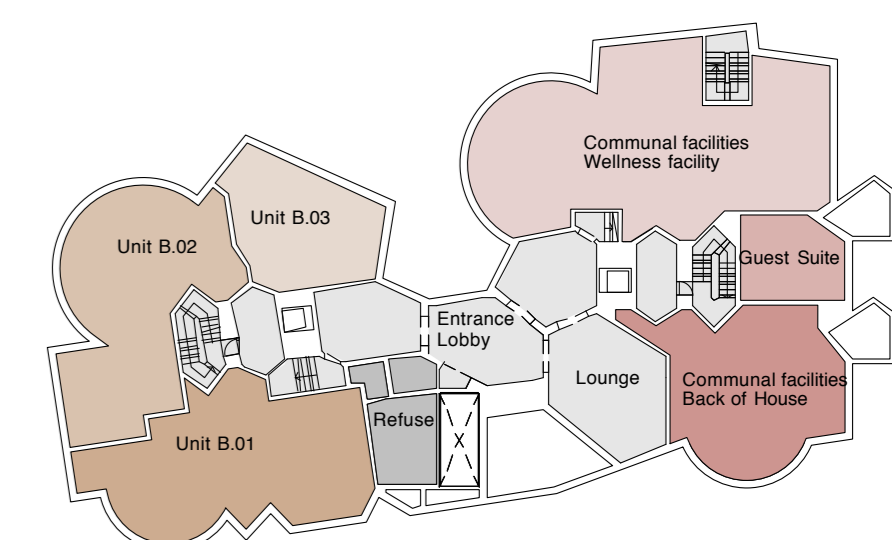 Communal facilities
Wellness facility
Unit B.03
Unit B.02
Guest Suite
Entrance
Lobby
Lounge
Communal facilities
Back of House
Refuse
Unit B.01